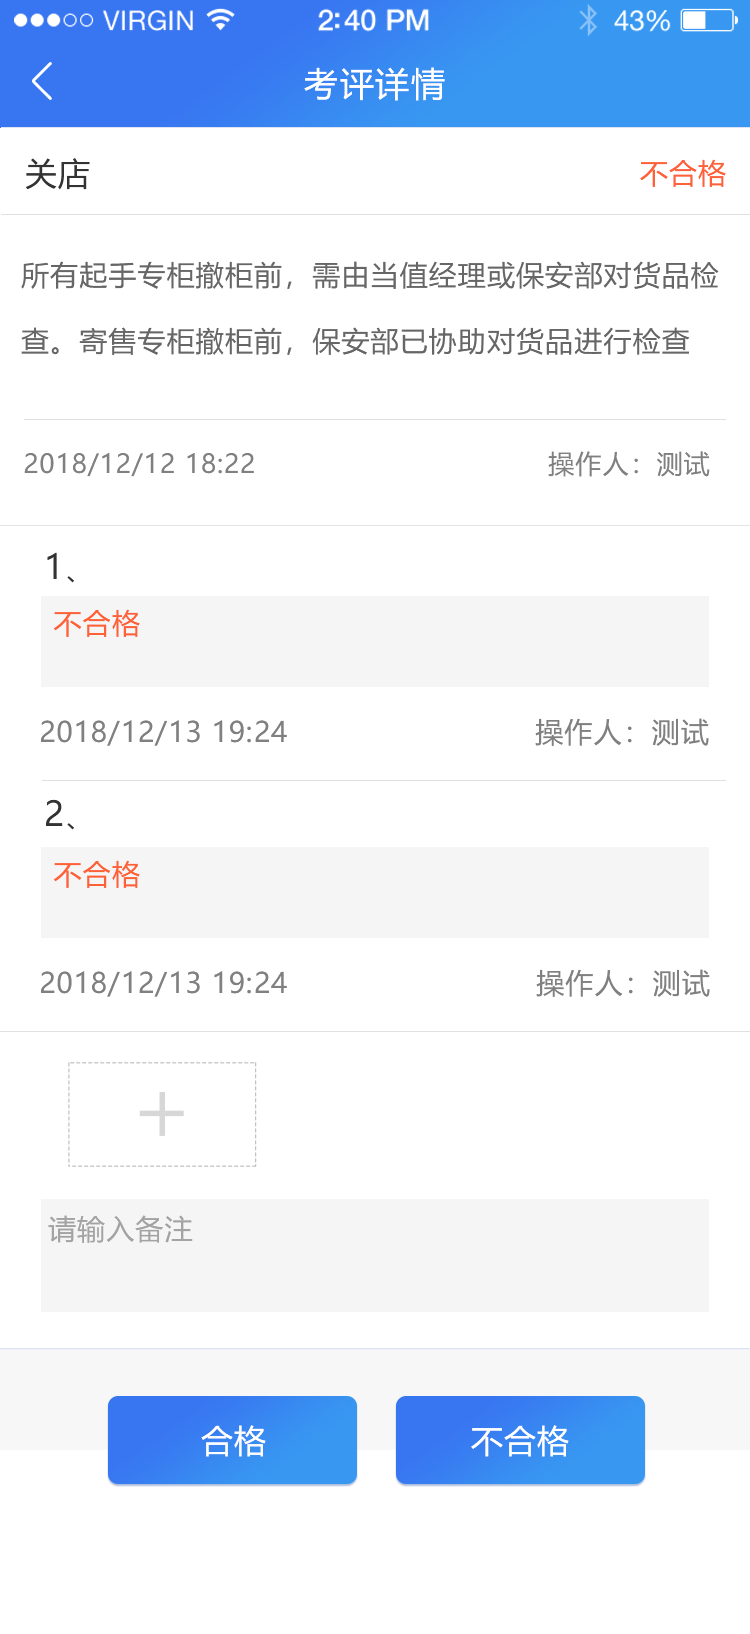 VIRGIN 2:40 PM 43%
考评详情
关店 不合格
所有起手专柜撤柜前，需由当值经理或保安部对货品检
查。寄售专柜撤柜前，保安部已协助对货品进行检查
2018/12/12 18:22 操作人：测试
1、
不合格
2018/12/13 19:24 操作人：测试
2、
不合格
2018/12/13 19:24 操作人：测试
请输入备注
合格 不合格